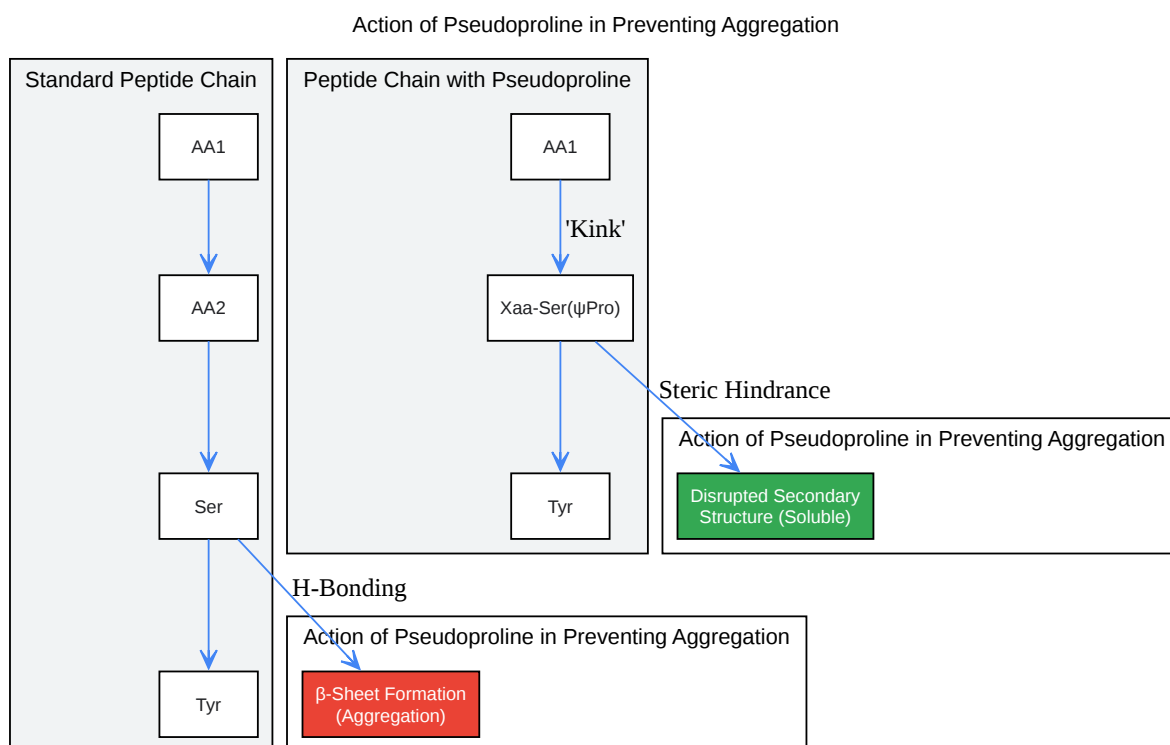 Action of Pseudoproline in Preventing Aggregation
Standard Peptide Chain
AA1
AA2
Ser
Tyr
H-Bonding
Action of Pseudoproline in Preventing Aggregation
β-Sheet Formation
(Aggregation)
Peptide Chain with Pseudoproline
AA1
'Kink'
Xaa-Ser(ψPro)
Tyr
Steric Hindrance
Action of Pseudoproline in Preventing Aggregation
Disrupted Secondary
Structure (Soluble)